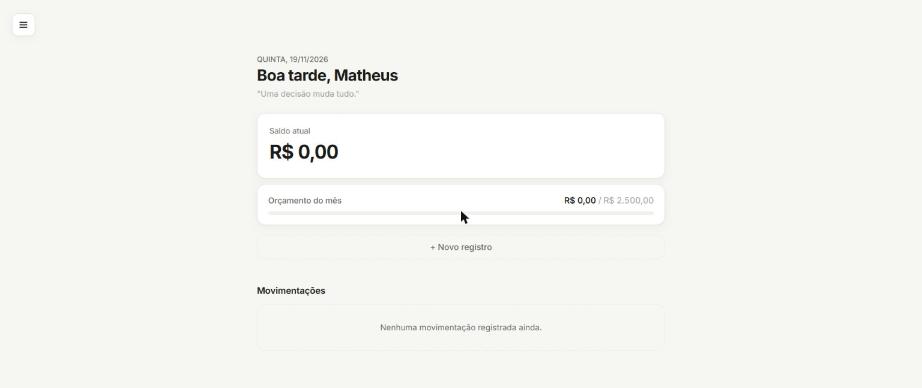 QUINTA, 19/11/2026
Boa tarde, Matheus
"Uma decisão muda tudo."
Saldo atual
R$ 0,00
Orçamento do mês
R$ 0,00 / R$ 2.500,00
+ Novo registro
Movimentações
Nenhuma movimentação registrada ainda.